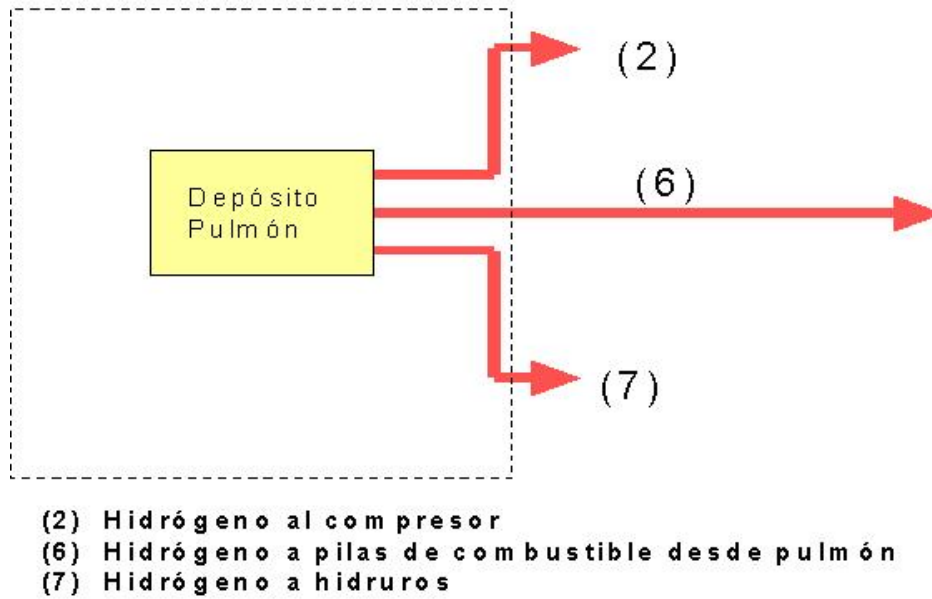 (2)
(6)
Depósito
Pulmón
(7)
(2) Hidrógeno al compresor
(6) Hidrógeno a pilas de combustible desde pulmón
(7) Hidrógeno a hidruros